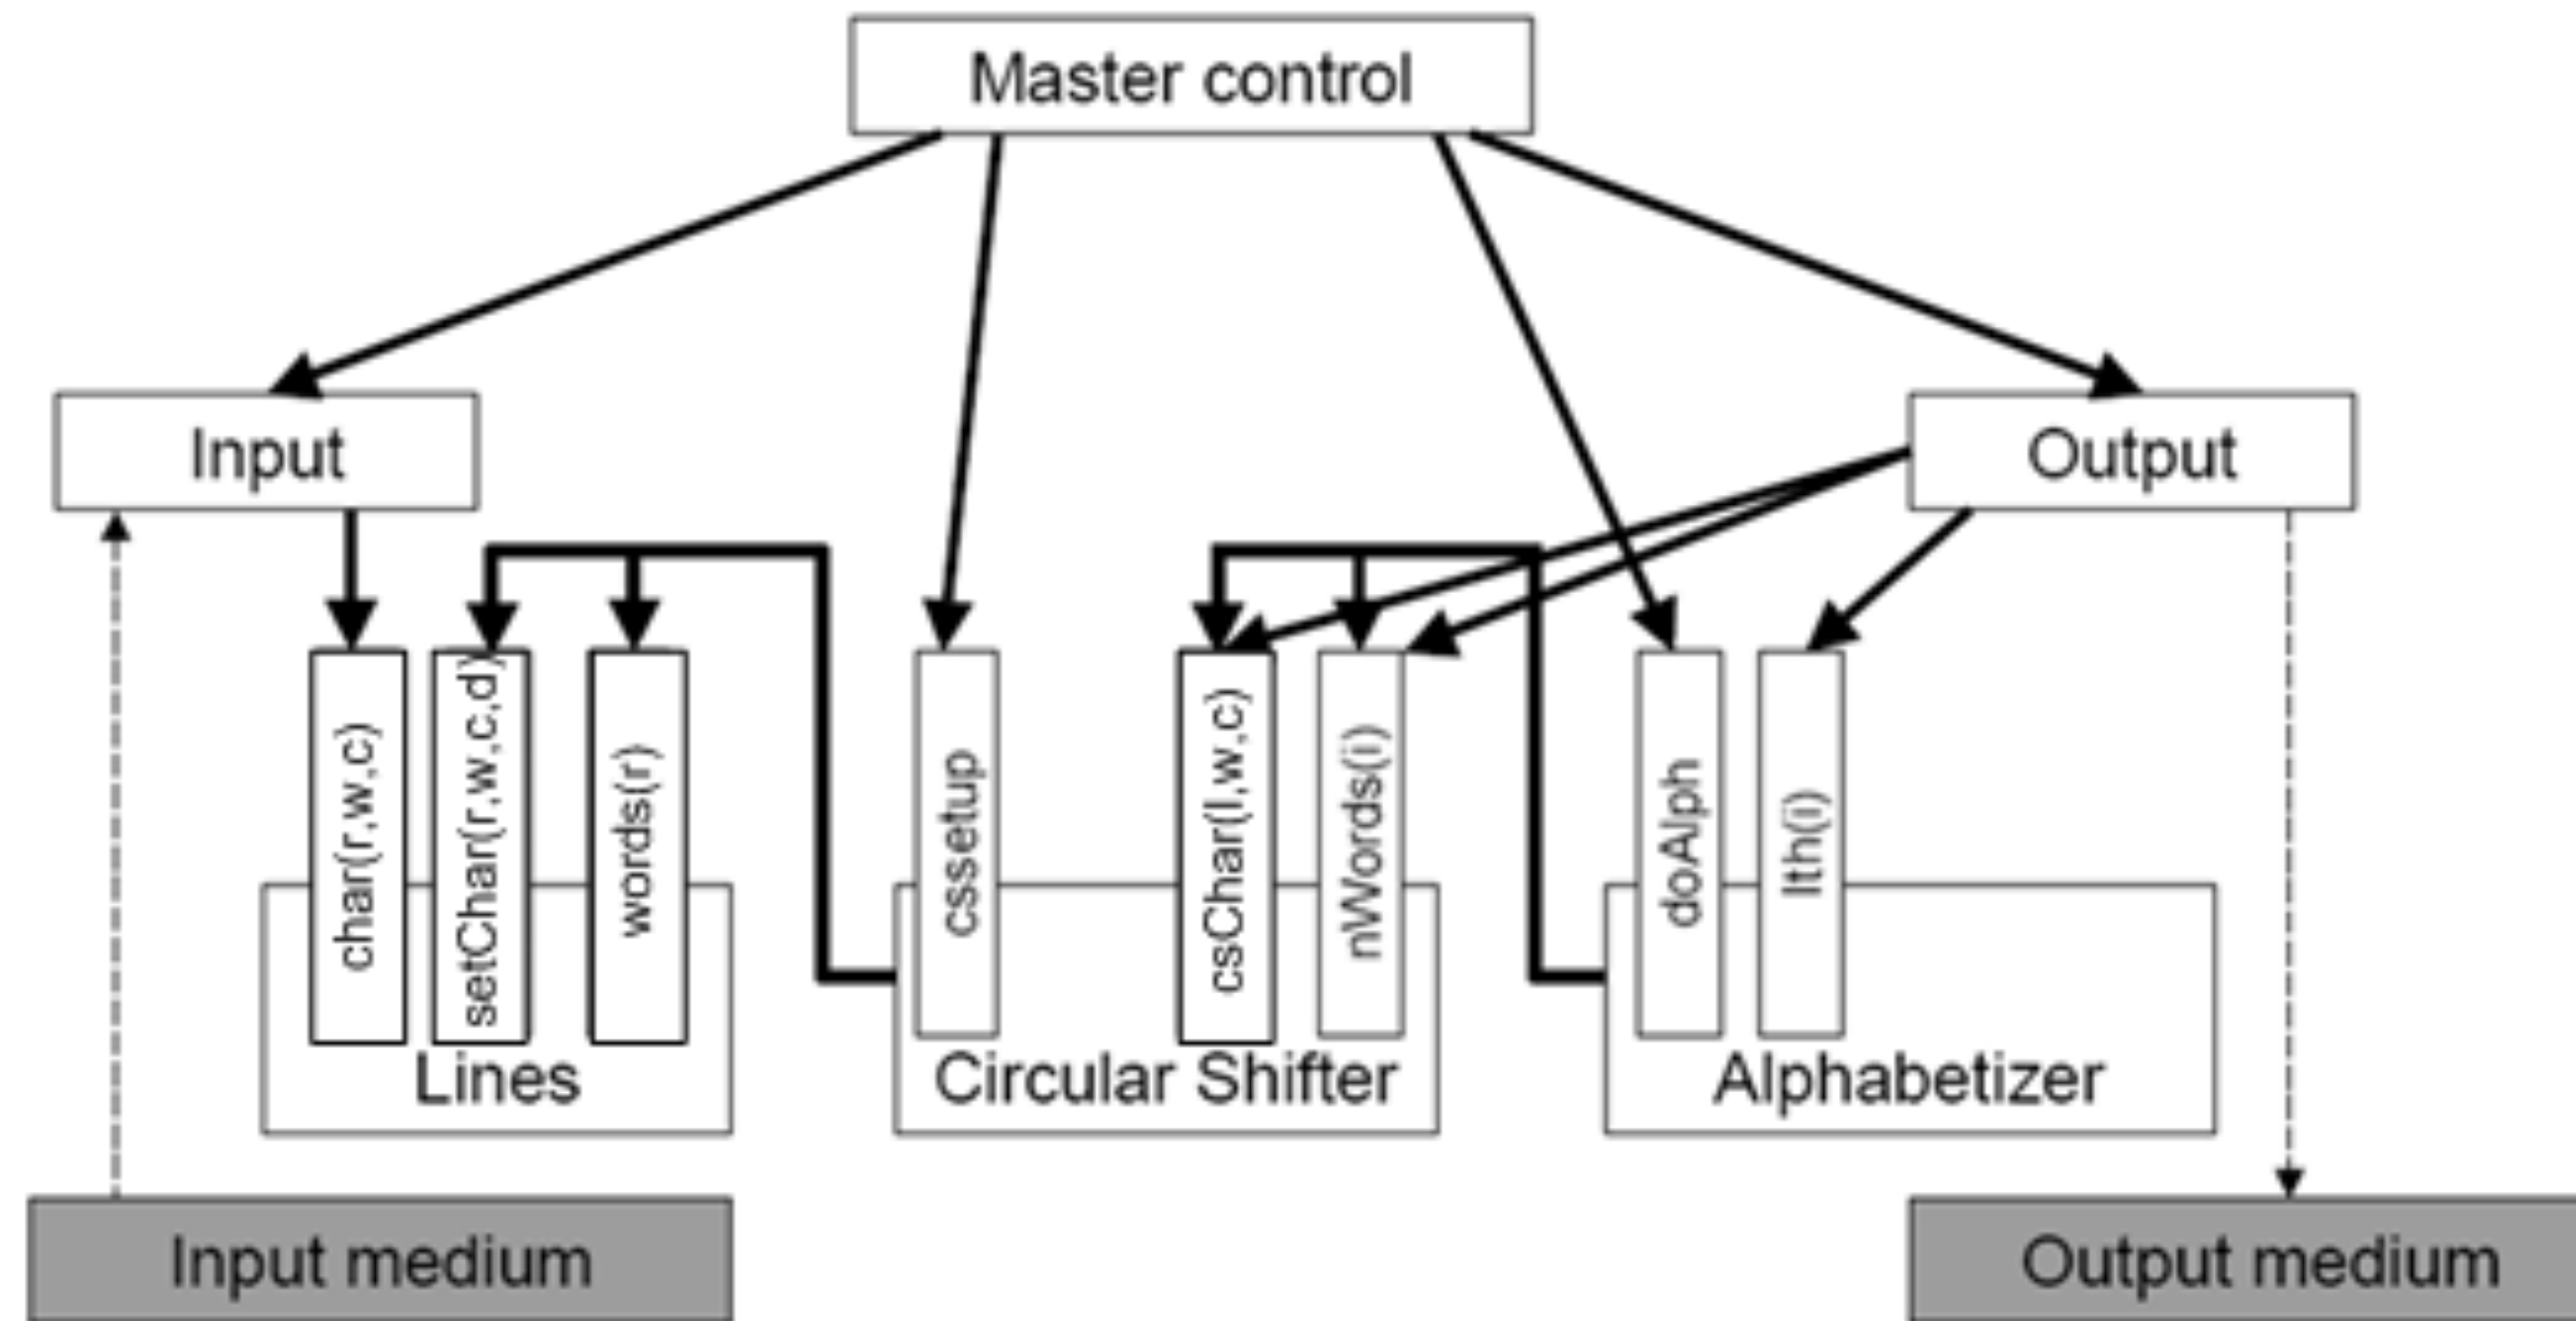 Master control
Input
Output
char(r,w,c)
setChar(r,w,c,d)
words(r)
cssetup
csChar(l,w,c)
nWords(i)
doAlph
Ith(i)
Lines
Circular Shifter
Alphabetizer
Input medium
Output medium